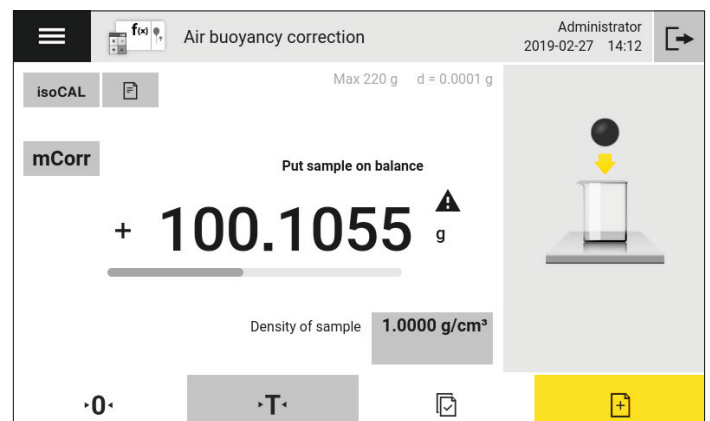 f(x)
Air buoyancy correction
Administrator
2019-02-27 14:12
isoCAL
Max 220 g d = 0.0001 g
mCorr
Put sample on balance
+ 100.1055 g
Density of sample 1.0000 g/cm³
0
T